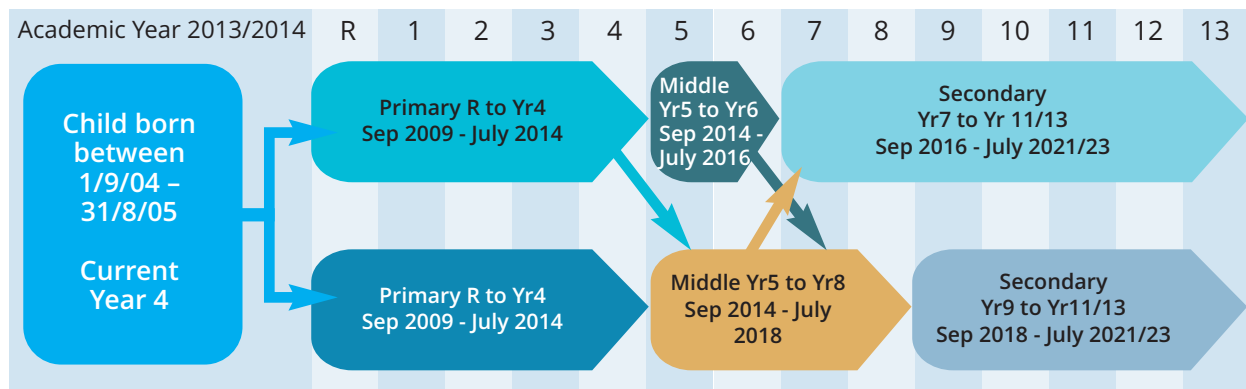 Academic Year 2013/2014 R 1 2 3 4 5 6 7 8 9 10 11 12 13
Child born
between
1/9/04 –
31/8/05
Current
Year 4
Primary R to Yr4
Sep 2009 - July 2014
Middle
Yr5 to Yr6
Sep 2014 -
July 2016
Secondary
Yr7 to Yr 11/13
Sep 2016 - July 2021/23
Primary R to Yr4
Sep 2009 - July 2014
Middle Yr5 to Yr8
Sep 2014 - July
2018
Secondary
Yr9 to Yr11/13
Sep 2018 - July 2021/23